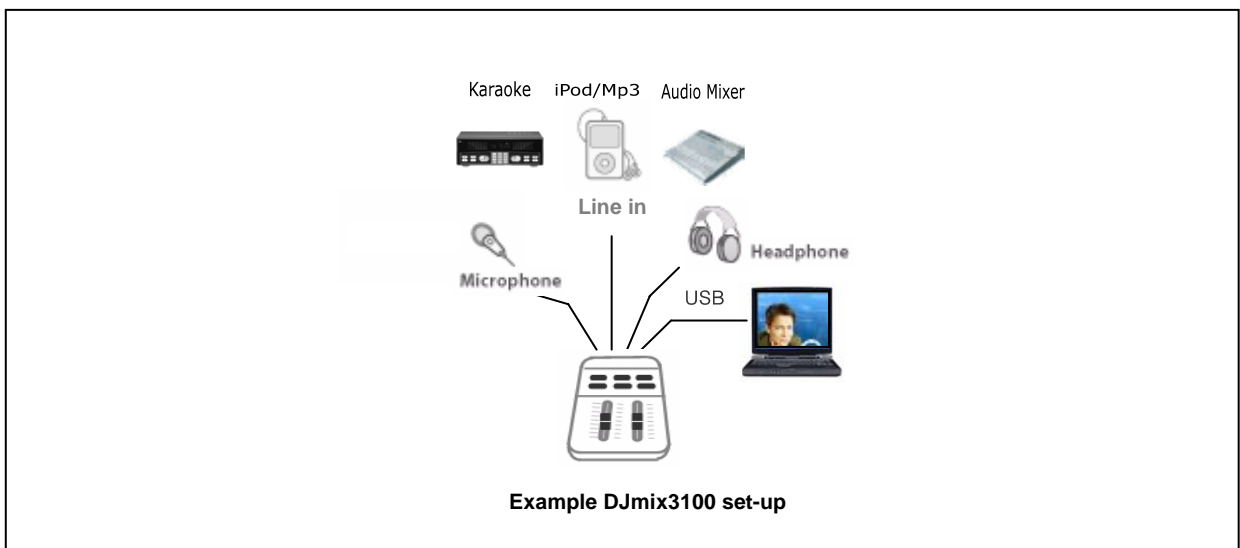 Karaoke iPod/Mp3 Audio Mixer
Line in
Microphone
Headphone
USB
Example DJmix3100 set-up